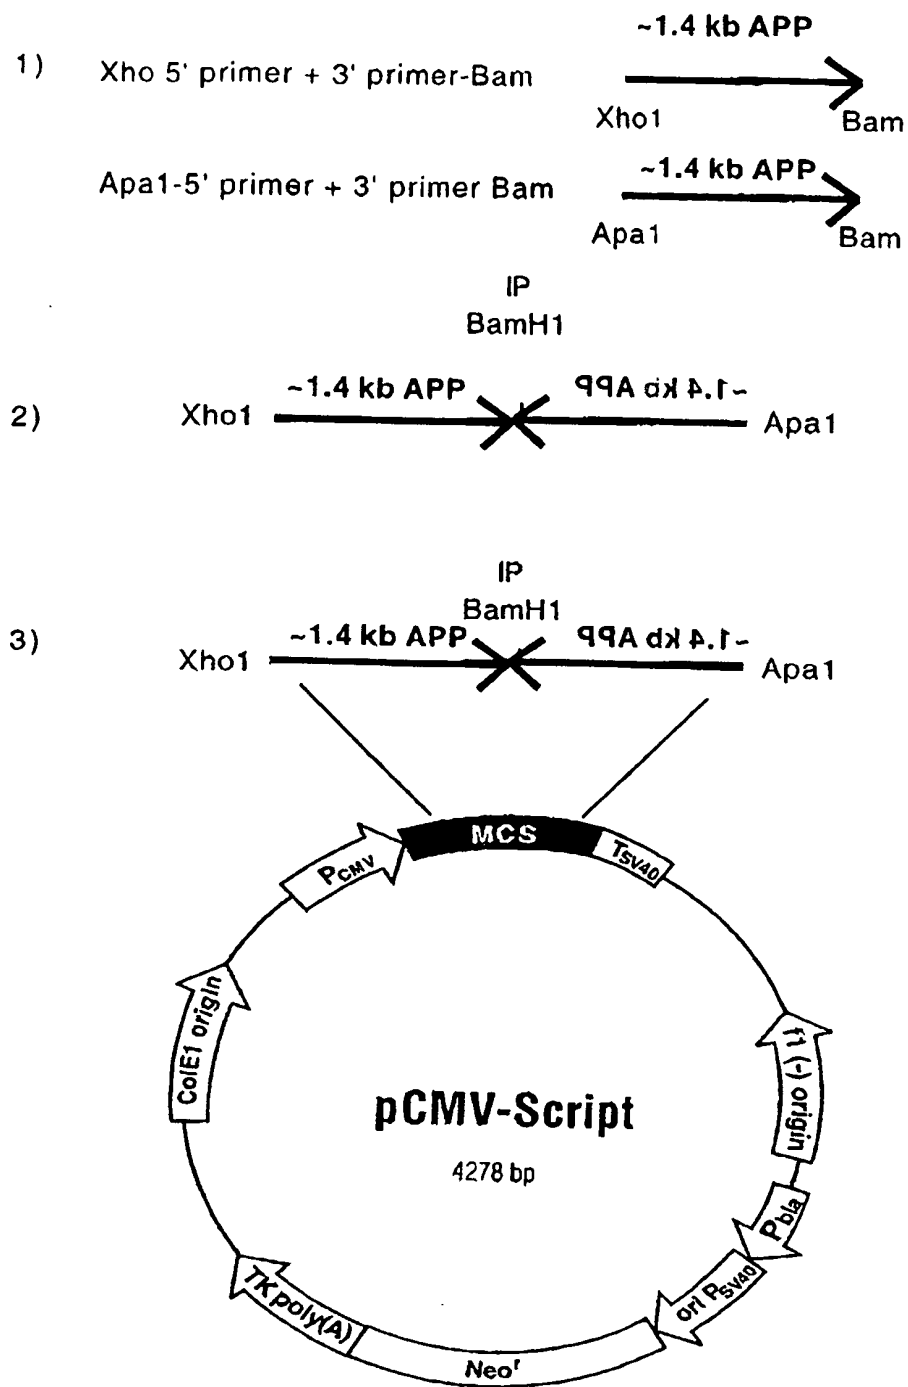 ~1.4 kb APP
1) Xho 5' primer + 3' primer-Bam
Xho1 Bam
Apa1-5' primer + 3' primer Bam ~1.4 kb APP
Apa1 Bam
IP
BamH1
~1.4 kb APP ~1.4 kb APP
2) Xho1 Apa1
IP
BamH1
~1.4 kb APP ~1.4 kb APP
3) Xho1 Apa1
MCS
PCMV
TSV40
ColE1 origin
f1 (-) origin
pCMV-Script
4278 bp
Pbla
ori PSV40
TK poly(A)
Neoʳ